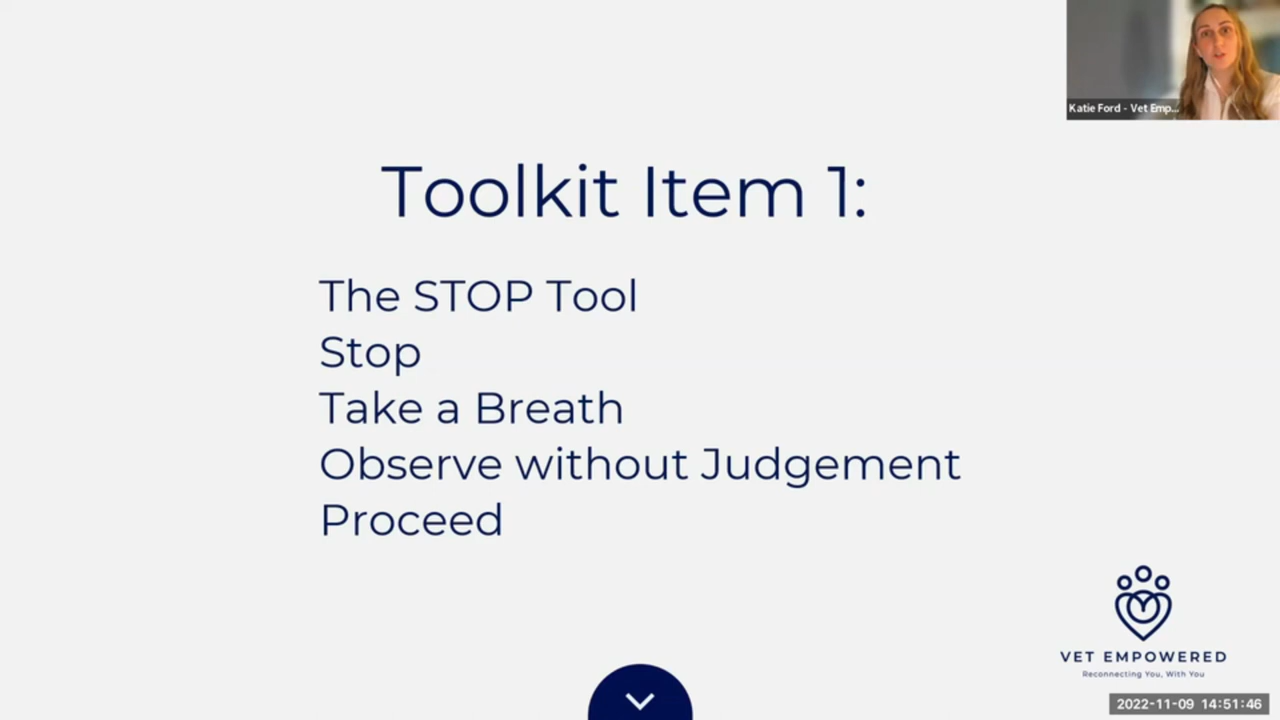 Katie Ford - Vet Emp...
Toolkit Item 1:
The STOP Tool
Stop
Take a Breath
Observe without Judgement
Proceed
VET EMPOWERED
Reconnecting You, With You
2022-11-09 14:51:46